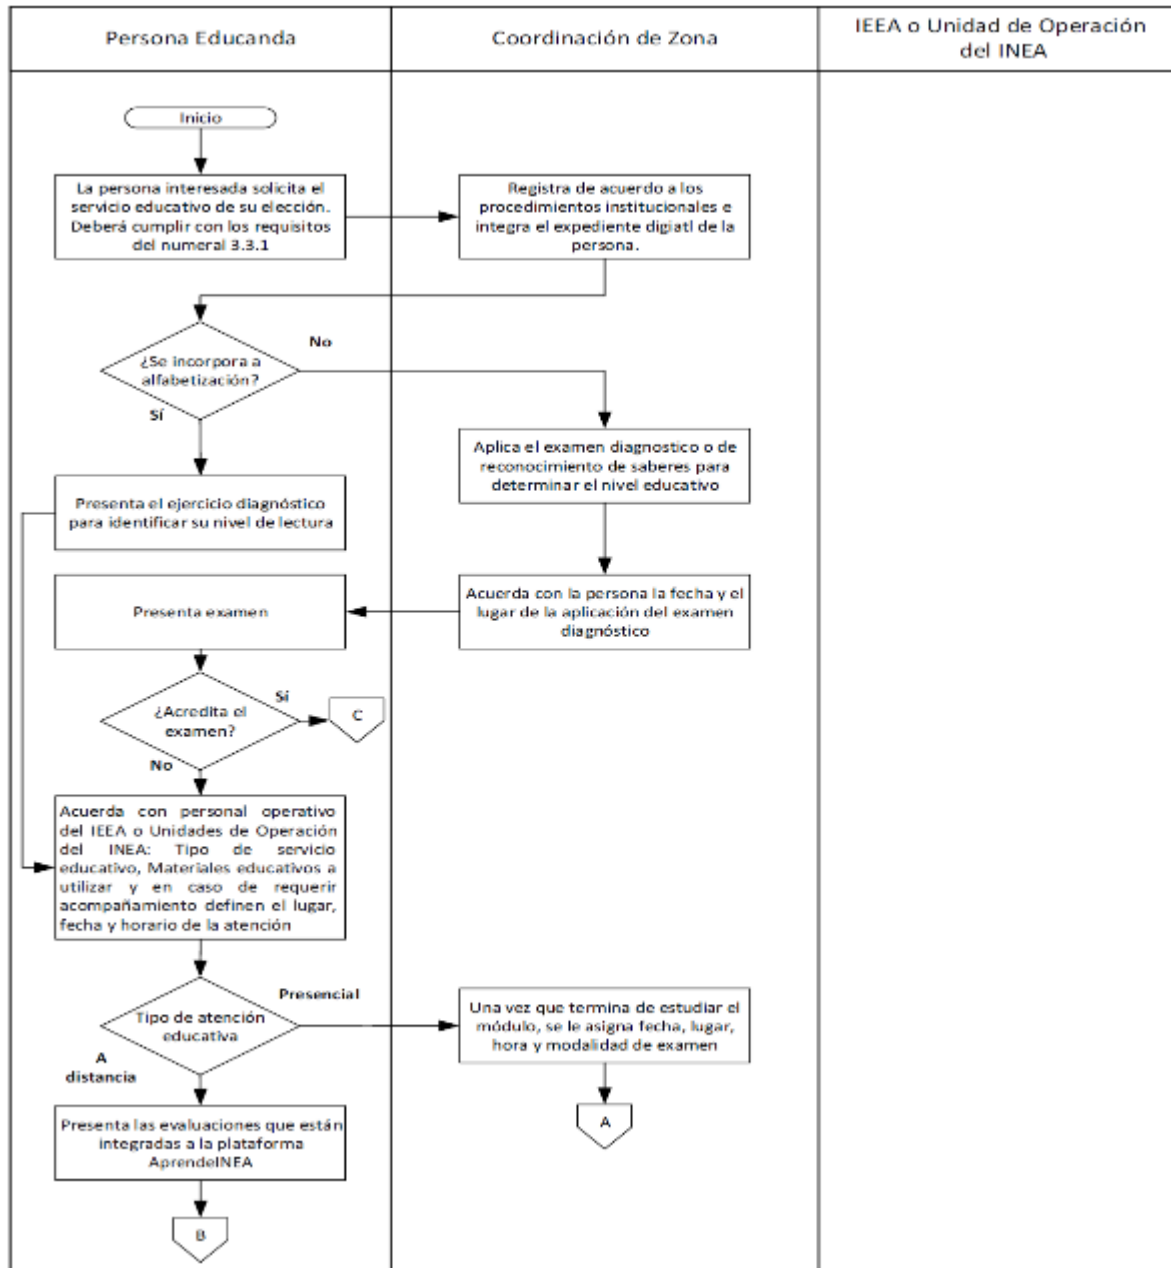 Persona Educanda
Coordinación de Zona
IEEA o Unidad de Operación
del INEA
Inicio
La persona interesada solicita el
servicio educativo de su elección.
Deberá cumplir con los requisitos
del numeral 3.3.1
Registra de acuerdo a los
procedimientos institucionales e
integra el expediente digiatl de la
persona.
¿Se incorpora a
alfabetización?
No
Sí
Aplica el examen diagnostico o de
reconocimiento de saberes para
determinar el nivel educativo
Presenta el ejercicio diagnóstico
para identificar su nivel de lectura
Acuerda con la persona la fecha y el
lugar de la aplicación del examen
diagnóstico
Presenta examen
¿Acredita el
examen?
Sí
C
No
Acuerda con personal operativo
del IEEA o Unidades de Operación
del INEA: Tipo de servicio
educativo, Materiales educativos a
utilizar y en caso de requerir
acompañamiento definen el lugar,
fecha y horario de la atención
Tipo de atención
educativa
Presencial
A
distancia
Una vez que termina de estudiar el
módulo, se le asigna fecha, lugar,
hora y modalidad de examen
A
Presenta las evaluaciones que están
integradas a la plataforma
AprendeINEA
B